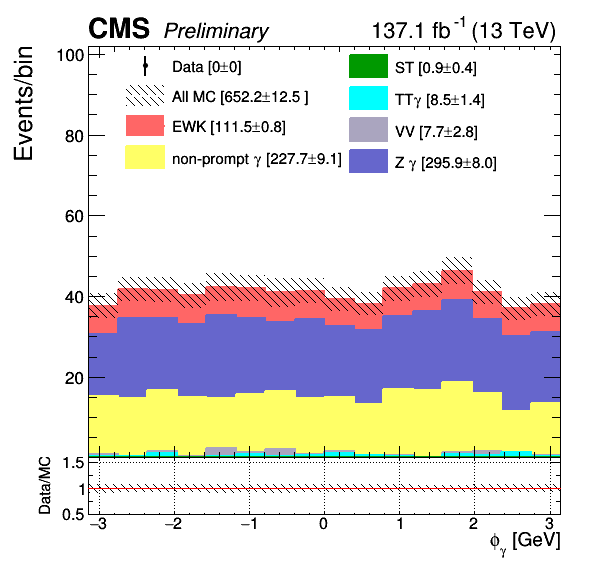 CMS Preliminary 137.1 fb⁻¹ (13 TeV)
Events/bin
100
80
60
40
20
Data [0±0]
All MC [652.2±12.5 ]
EWK [111.5±0.8]
non-prompt γ [227.7±9.1]
ST [0.9±0.4]
TTγ [8.5±1.4]
VV [7.7±2.8]
Z γ [295.9±8.0]
Data/MC
1.5
1
0.5
−3 −2 −1 0 1 2 3
ϕγ [GeV]